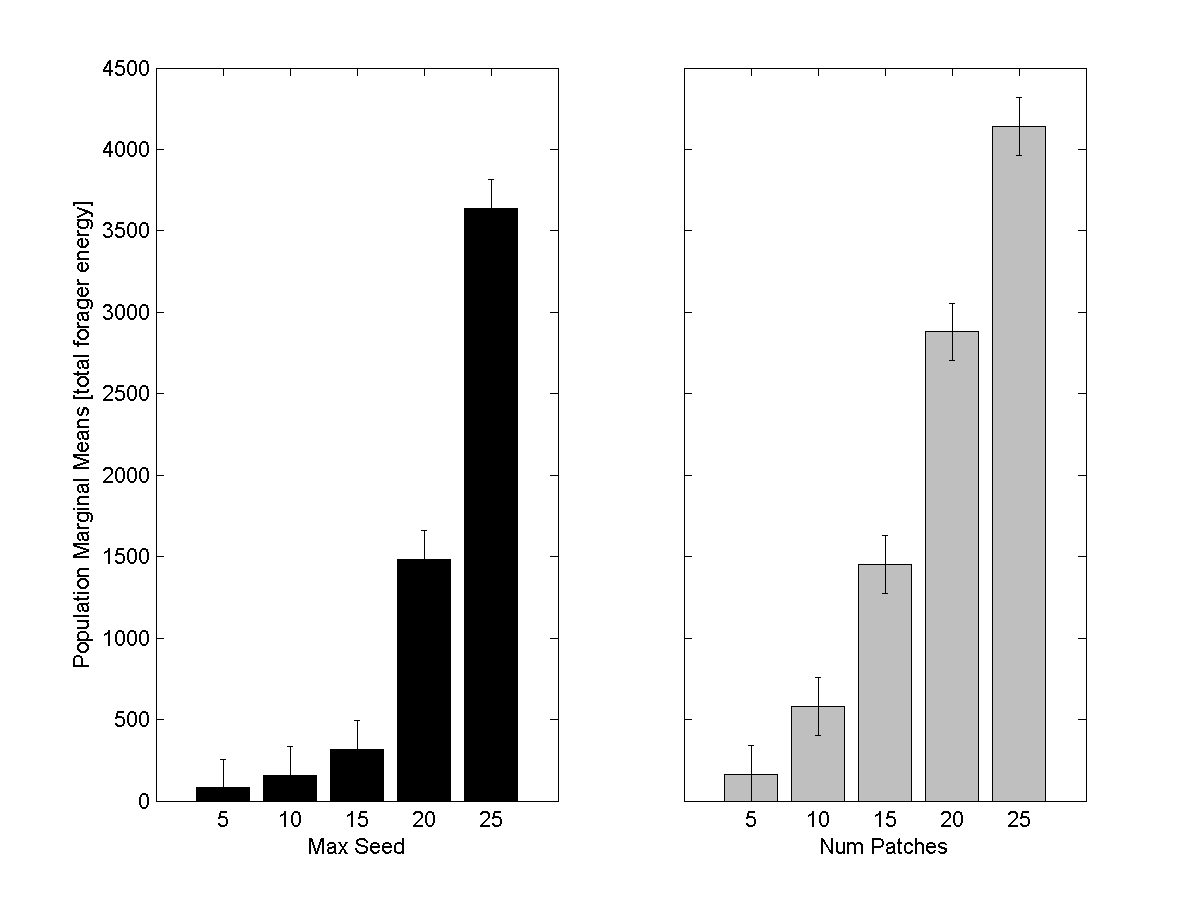 4500
4000
3500
3000
2500
2000
1500
1000
500
0
Population Marginal Means [total forager energy]
5 10 15 20 25
Max Seed
5 10 15 20 25
Num Patches